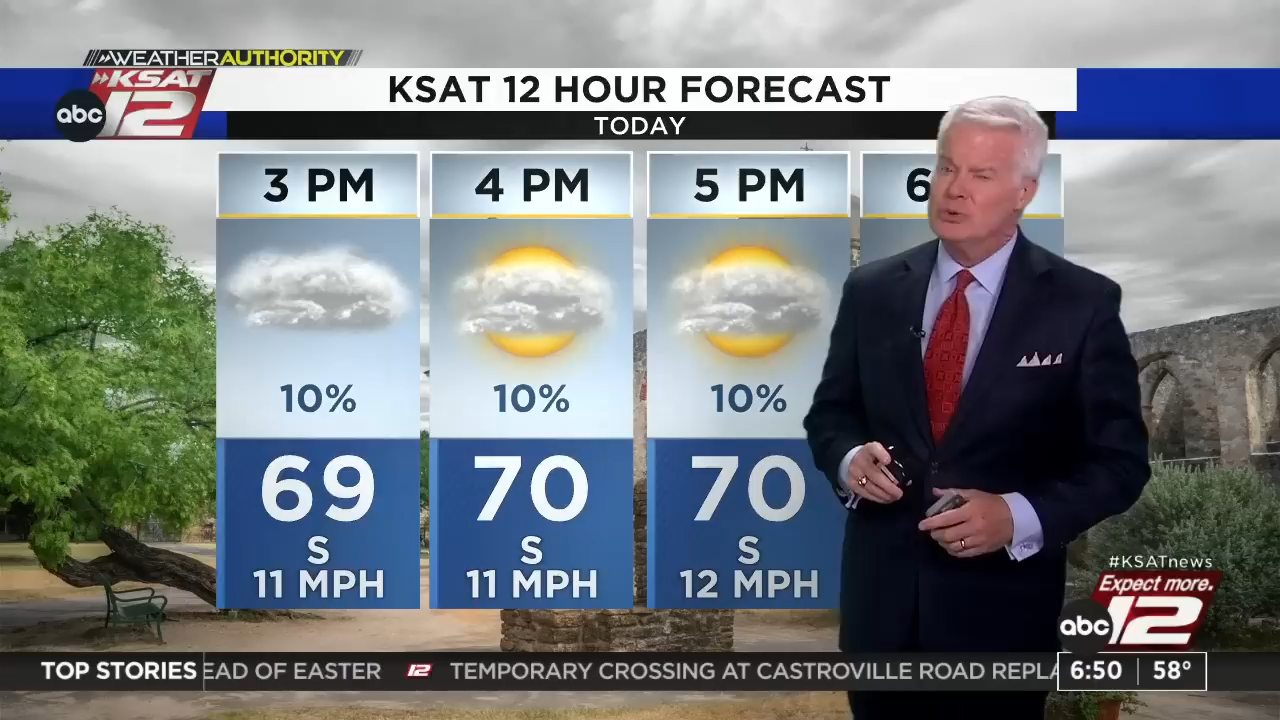 WEATHERAUTHORITY
KSAT
abc 12
KSAT 12 HOUR FORECAST
TODAY
3 PM
4 PM
5 PM
6
10%
10%
10%
69
70
70
S
S
S
11 MPH
11 MPH
12 MPH
#KSATnews
Expect more.
abc 12
TOP STORIES
EAD OF EASTER 12 TEMPORARY CROSSING AT CASTROVILLE ROAD REPLA
6:50 58°